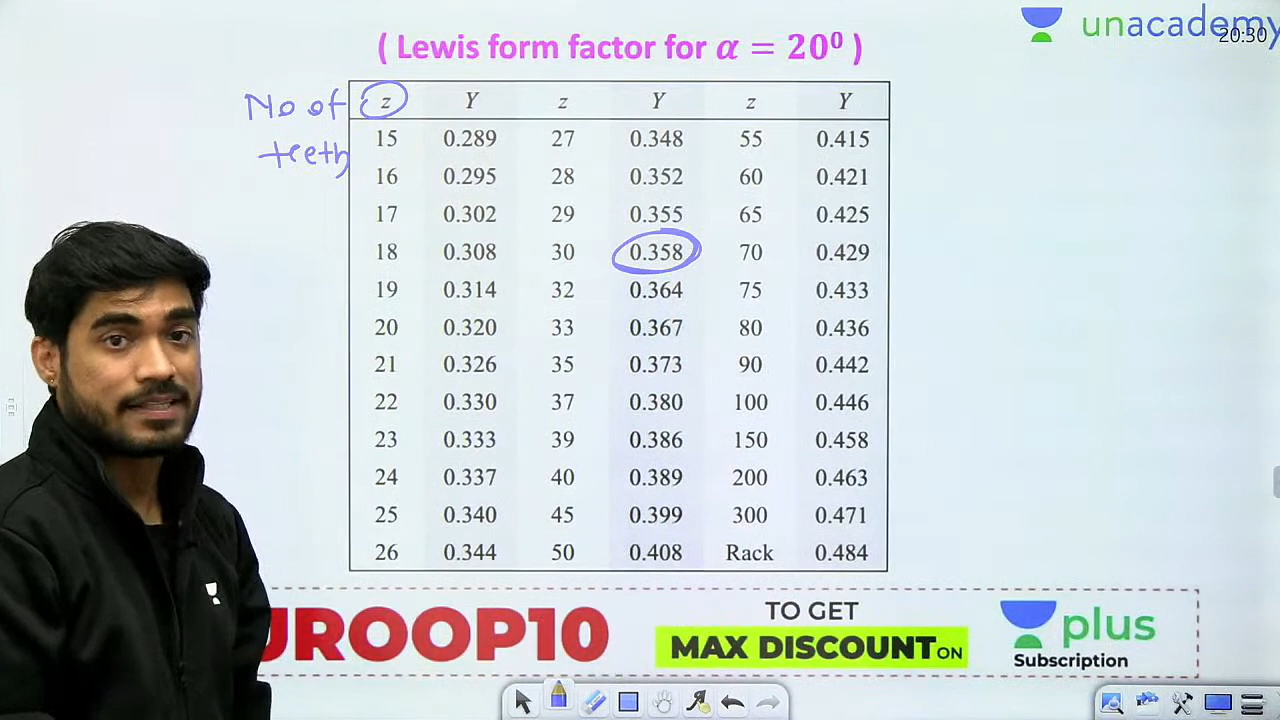 ( Lewis form factor for α = 20⁰ )
unacademy
20:30
No of
teeth
z Y z Y z Y
15 0.289 27 0.348 55 0.415
16 0.295 28 0.352 60 0.421
17 0.302 29 0.355 65 0.425
18 0.308 30 0.358 70 0.429
19 0.314 32 0.364 75 0.433
20 0.320 33 0.367 80 0.436
21 0.326 35 0.373 90 0.442
22 0.330 37 0.380 100 0.446
23 0.333 39 0.386 150 0.458
24 0.337 40 0.389 200 0.463
25 0.340 45 0.399 300 0.471
26 0.344 50 0.408 Rack 0.484
UROOP10
TO GET
MAX DISCOUNT ON
plus
Subscription